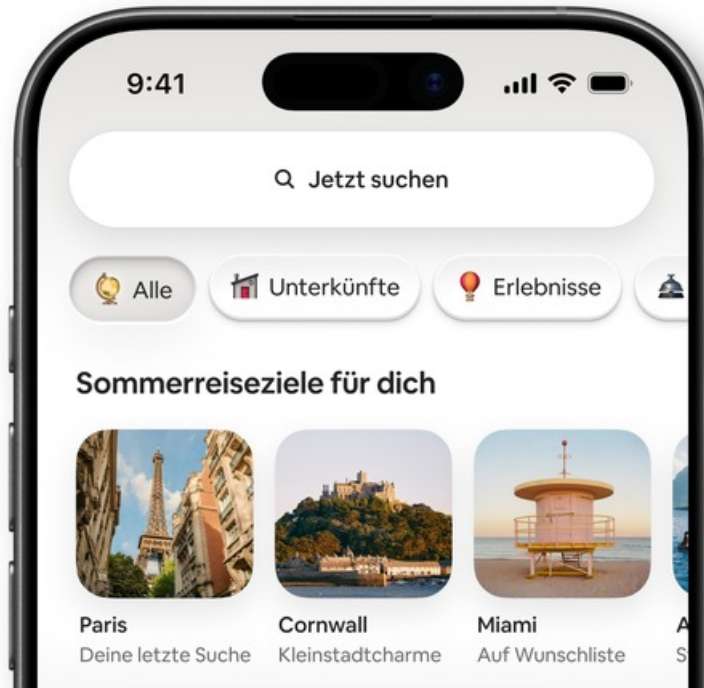 9:41
Jetzt suchen
Alle
Unterkünfte
Erlebnisse
Sommerreiseziele für dich
Paris
Deine letzte Suche
Cornwall
Kleinstadtcharme
Miami
Auf Wunschliste